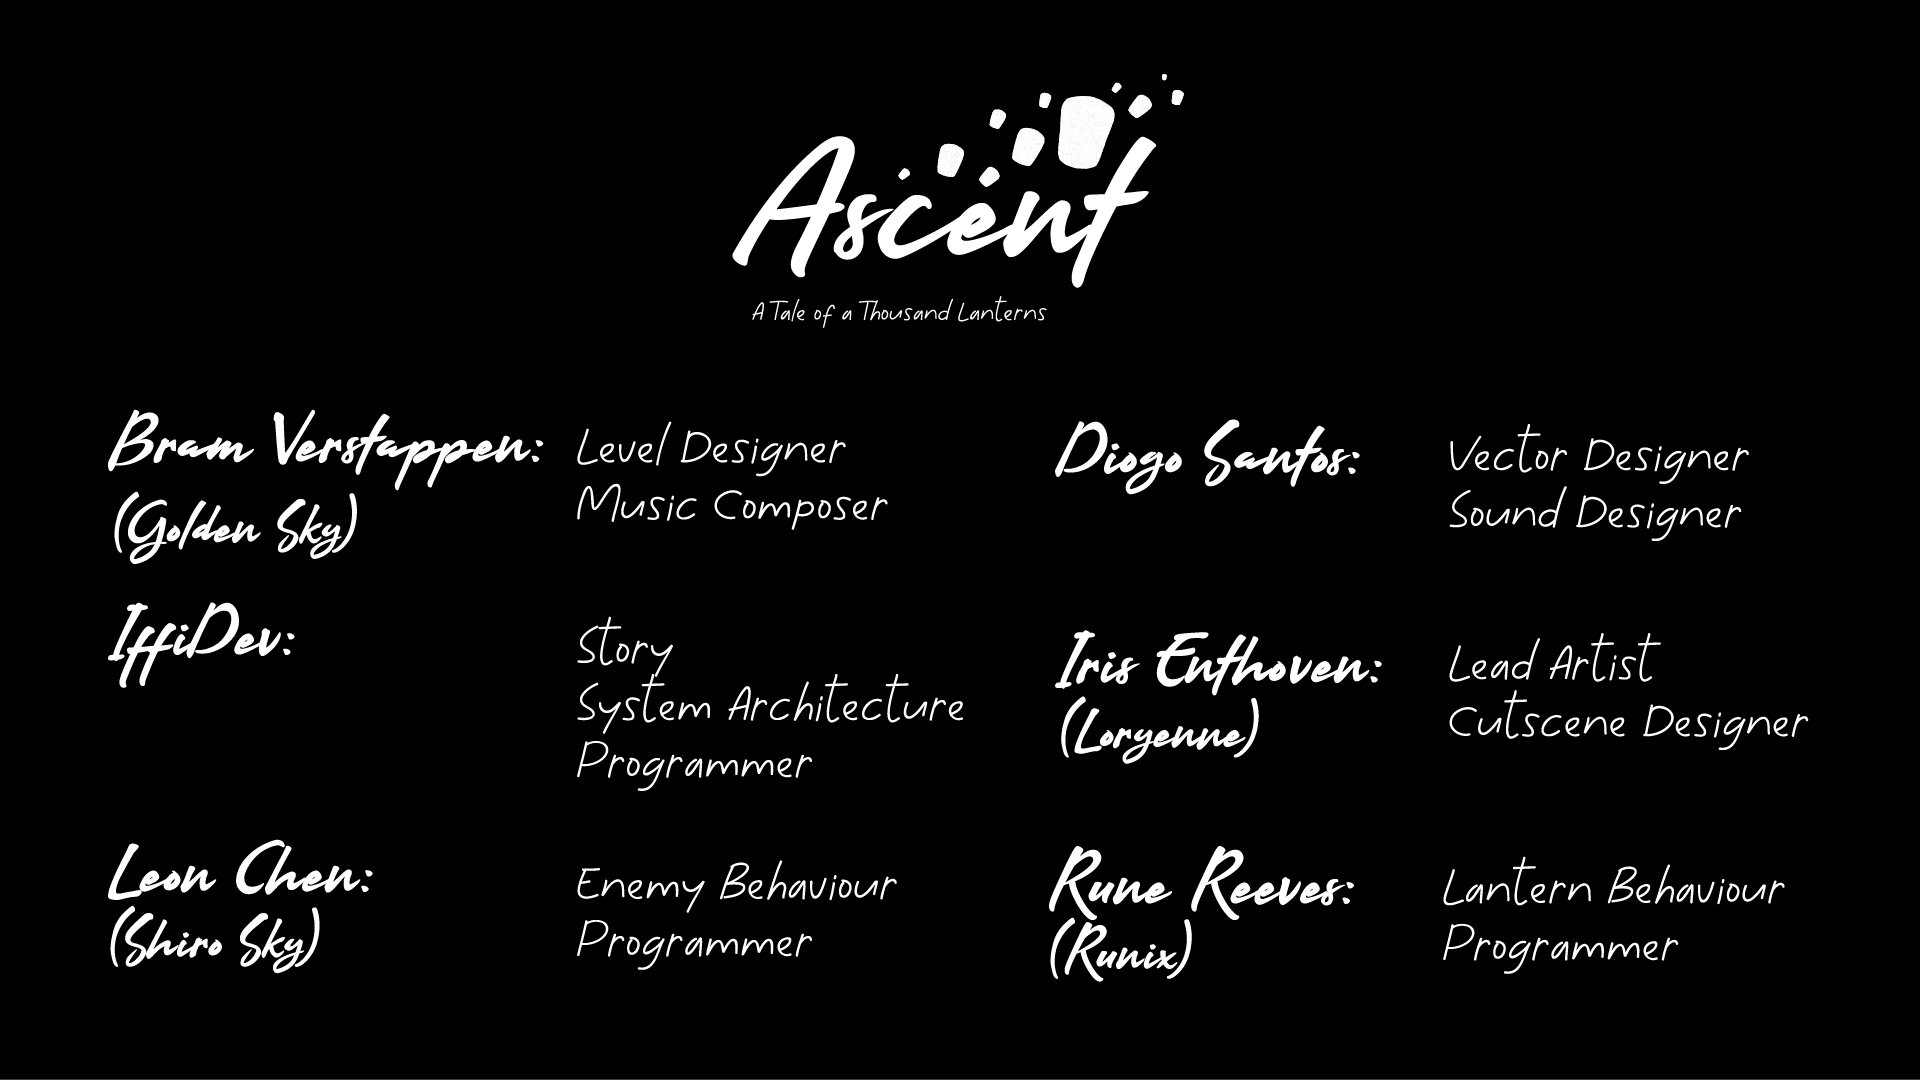 Ascent
A Tale of a Thousand Lanterns
Bram Verstappen:
(Golden Sky)
Level Designer
Music Composer
Diogo Santos:
Vector Designer
Sound Designer
IffiDev:
Story
System Architecture
Programmer
Iris Enthoven:
(Loryenne)
Lead Artist
Cutscene Designer
Leon Chen:
(Shiro Sky)
Enemy Behaviour
Programmer
Rune Reeves:
(Runix)
Lantern Behaviour
Programmer